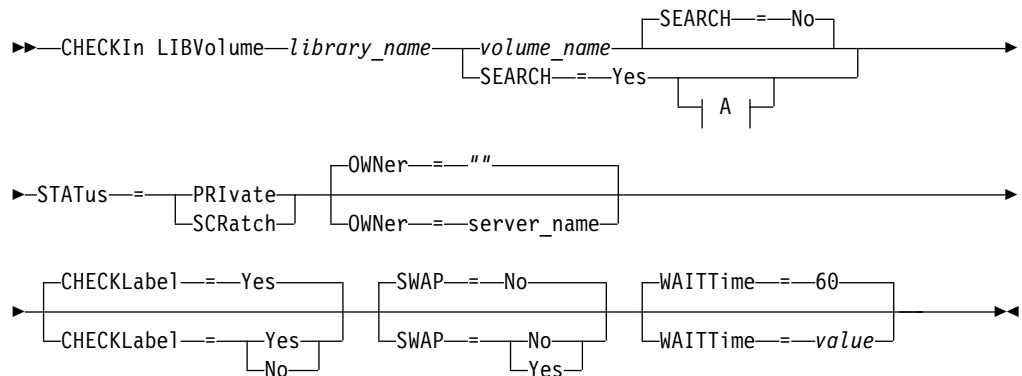 SEARCH = No
CHECKIn LIBVolume library_name volume_name
SEARCH = Yes
A
OWNer = ""
STATus = PRIvate
SCRatch OWNer = server_name
CHECKLabel = Yes SWAP = No WAITTime = 60
CHECKLabel = Yes SWAP = No WAITTime = value
No Yes